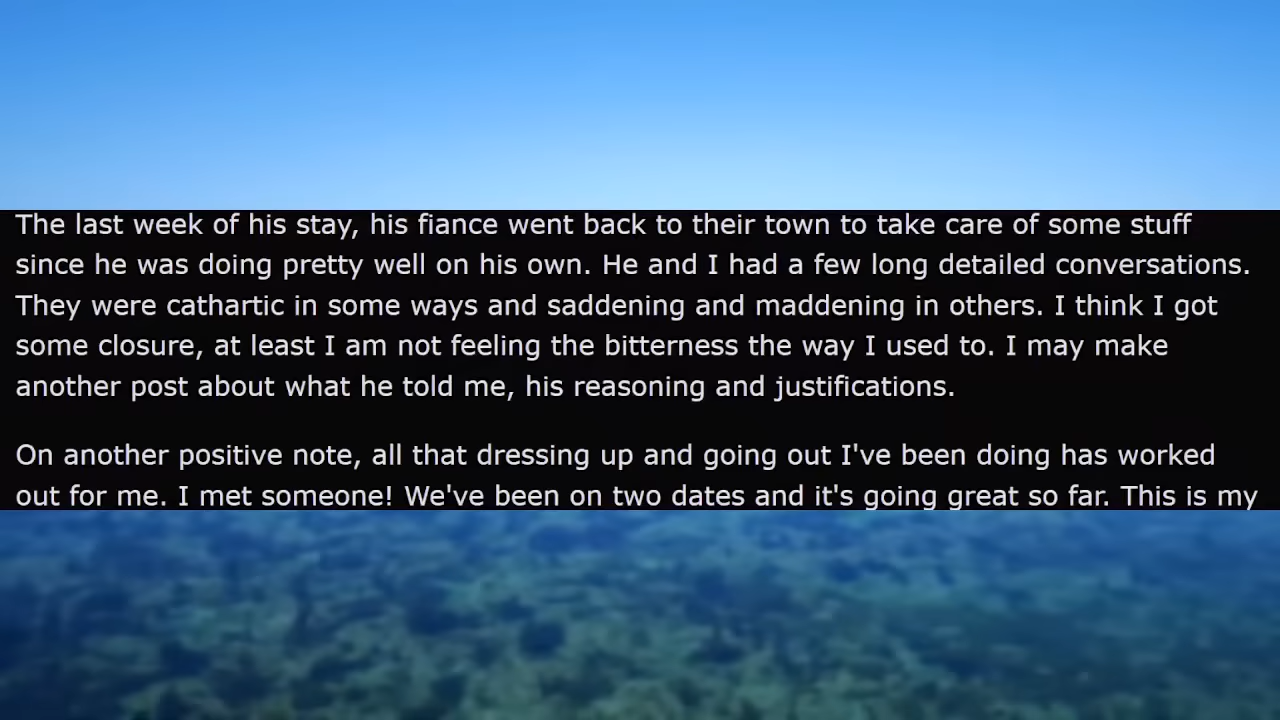 The last week of his stay, his fiance went back to their town to take care of some stuff
since he was doing pretty well on his own. He and I had a few long detailed conversations.
They were cathartic in some ways and saddening and maddening in others. I think I got
some closure, at least I am not feeling the bitterness the way I used to. I may make
another post about what he told me, his reasoning and justifications.
On another positive note, all that dressing up and going out I've been doing has worked
out for me. I met someone! We've been on two dates and it's going great so far. This is my